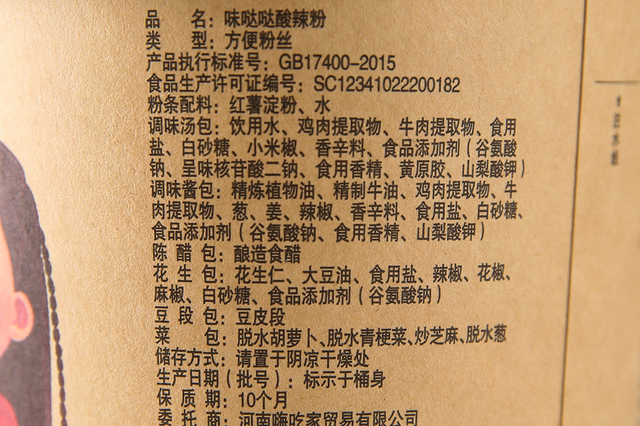 品 名：味哒哒酸辣粉
类 型：方便粉丝
产品执行标准号：GB17400-2015
食品生产许可证编号：SC12341022200182
粉条配料：红薯淀粉、水
调味汤包：饮用水、鸡肉提取物、牛肉提取物、食用
盐、白砂糖、小米椒、香辛料、食品添加剂（谷氨酸
钠、呈味核苷酸二钠、食用香精、黄原胶、山梨酸钾）
调味酱包：精炼植物油、精制牛油、鸡肉提取物、牛
肉提取物、葱、姜、辣椒、香辛料、食用盐、白砂糖、
食品添加剂（谷氨酸钠、食用香精、山梨酸钾）
陈 醋 包：酿造食醋
花 生 包：花生仁、大豆油、食用盐、辣椒、花椒、
麻椒、白砂糖、食品添加剂（谷氨酸钠）
豆 段 包：豆皮段
菜 包：脱水胡萝卜、脱水青梗菜、炒芝麻、脱水葱
储存方式：请置于阴凉干燥处
生产日期（批号）：标示于桶身
保 质 期：10个月
委 托 商：河南嗨吃家贸易有限公司